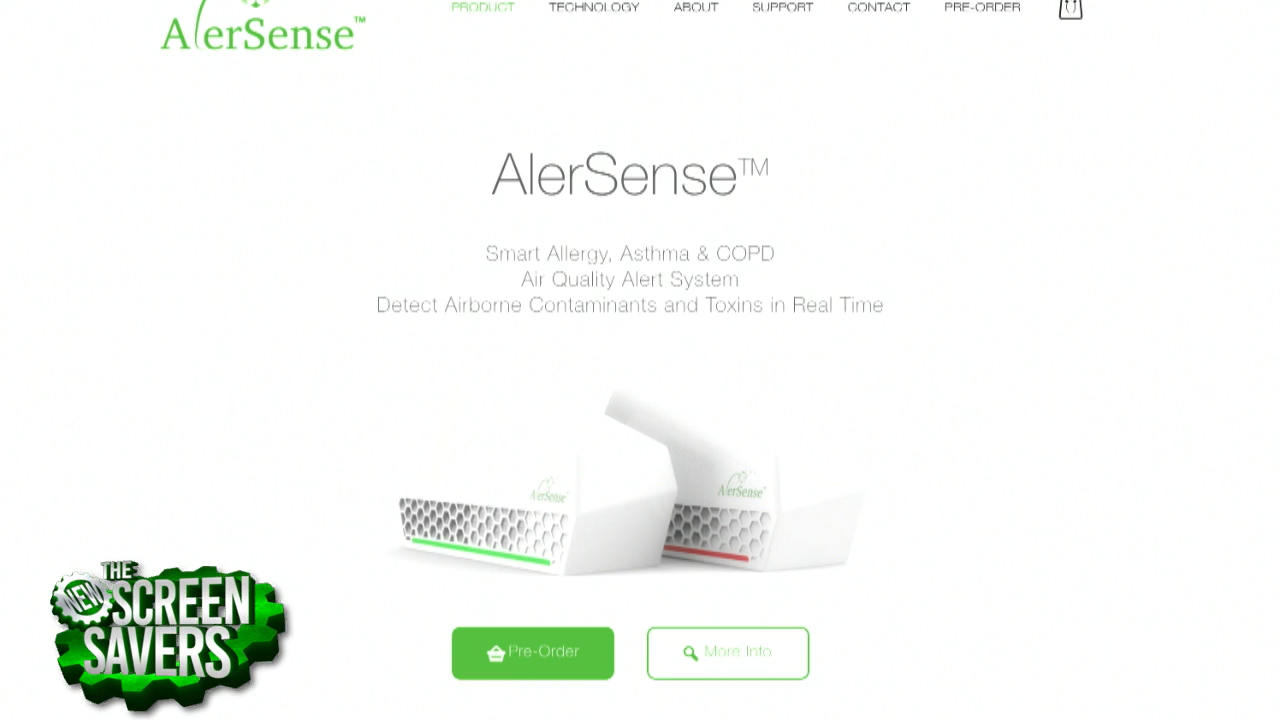 AlerSense™
PRODUCT TECHNOLOGY ABOUT SUPPORT CONTACT PRE-ORDER
AlerSense™
Smart Allergy, Asthma & COPD
Air Quality Alert System
Detect Airborne Contaminants and Toxins in Real Time
AlerSense
AlerSense
Pre-Order
More Info
THE
NEW
SCREEN
SAVERS